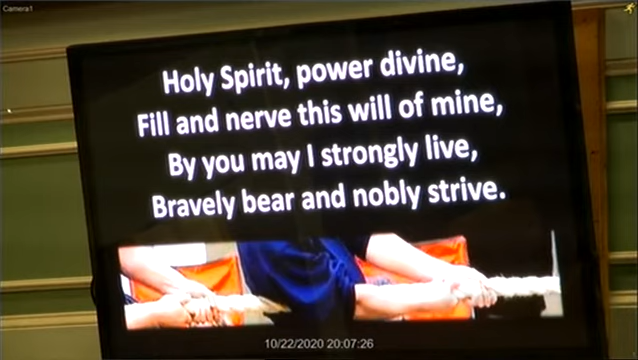 Camera1
Holy Spirit, power divine,
Fill and nerve this will of mine,
By you may I strongly live,
Bravely bear and nobly strive.
10/22/2020 20:07:26